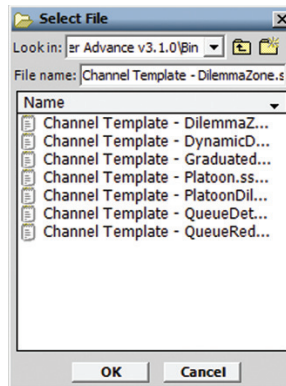 Select File
Look in: er Advance v3.1.0\Bin
File name: Channel Template - DilemmaZone.s
Name
Channel Template - DilemmaZ...
Channel Template - DynamicD...
Channel Template - Graduated...
Channel Template - Platoon.ss...
Channel Template - PlatoonDil...
Channel Template - QueueDet...
Channel Template - QueueRed...
OK Cancel